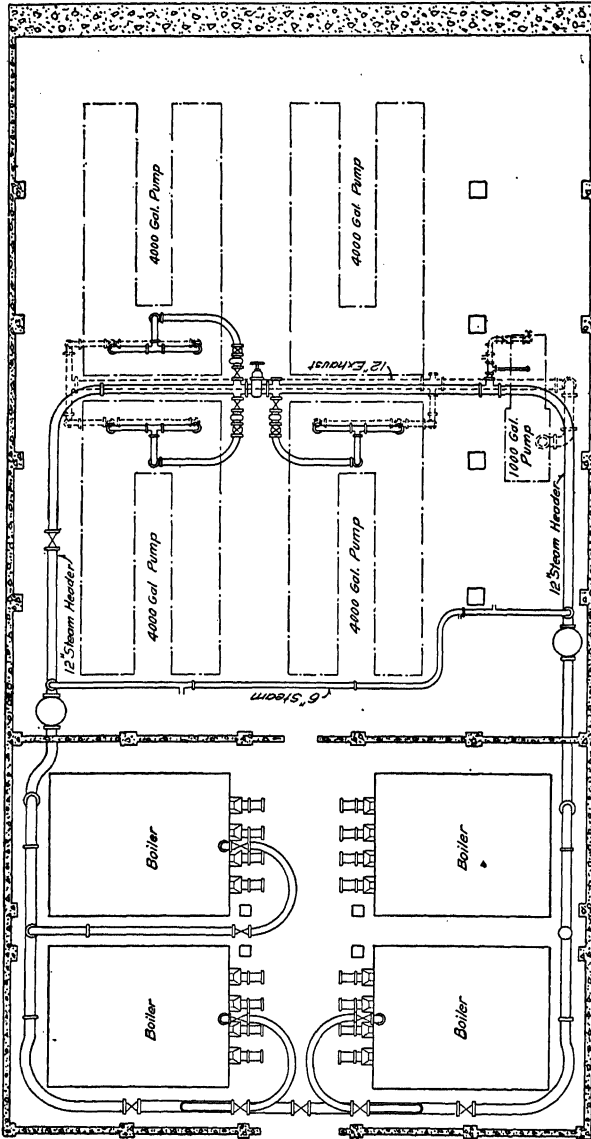 4000 Gal. Pump
4000 Gal. Pump
12" Exhaust
1000 Gal.
Pump
12" Steam Header
4000 Gal Pump
4000 Gal. Pump
12" Steam Header
6" Steam
Boiler
Boiler
Boiler
Boiler